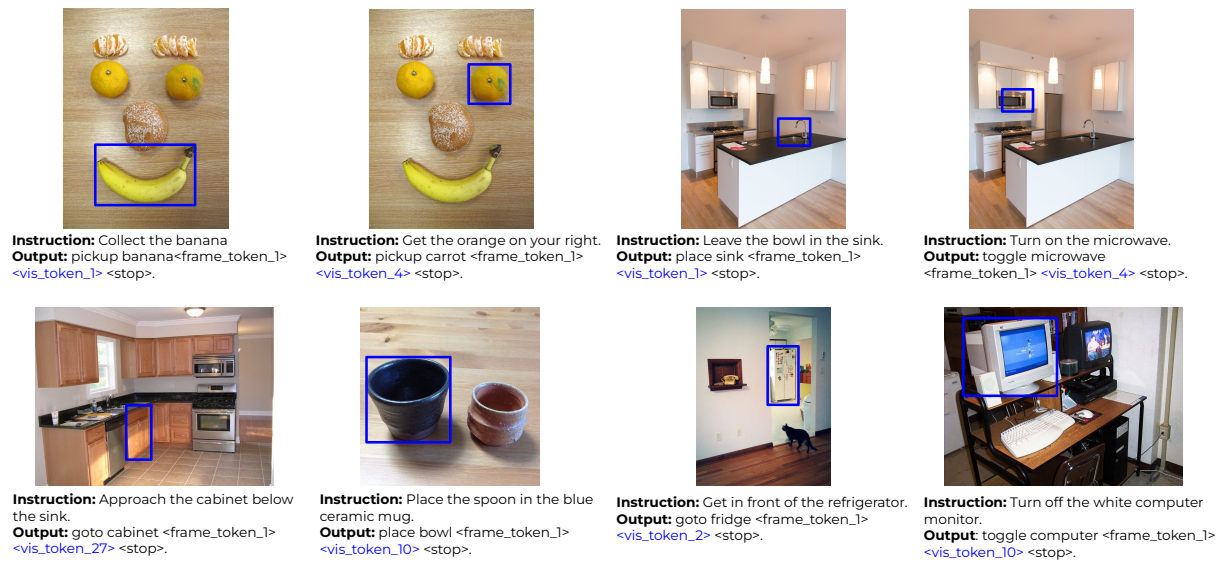 Instruction: Collect the banana
Output: pickup banana<frame_token_1>
<vis_token_1> <stop>.
Instruction: Get the orange on your right.
Output: pickup carrot <frame_token_1>
<vis_token_4> <stop>.
Instruction: Leave the bowl in the sink.
Output: place sink <frame_token_1>
<vis_token_1> <stop>.
Instruction: Turn on the microwave.
Output: toggle microwave
<frame_token_1> <vis_token_4> <stop>.
Instruction: Approach the cabinet below
the sink.
Output: goto cabinet <frame_token_1>
<vis_token_27> <stop>.
Instruction: Place the spoon in the blue
ceramic mug.
Output: place bowl <frame_token_1>
<vis_token_10> <stop>.
Instruction: Get in front of the refrigerator.
Output: goto fridge <frame_token_1>
<vis_token_2> <stop>.
Instruction: Turn off the white computer
monitor.
Output: toggle computer <frame_token_1>
<vis_token_10> <stop>.